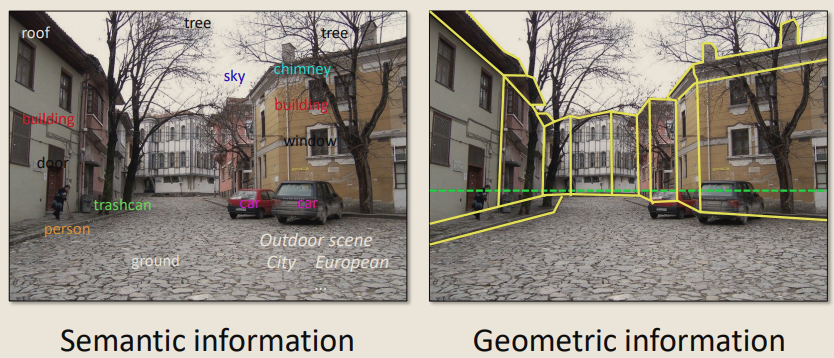 roof
tree
tree
sky
chimney
building
building
window
door
trashcan
car
car
person
Outdoor scene
City European
ground
...
Semantic information
Geometric information